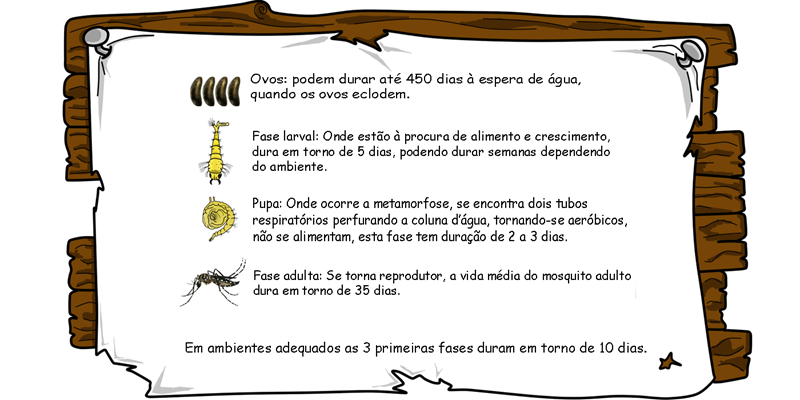 Ovos: podem durar até 450 dias à espera de água,
quando os ovos eclodem.
Fase larval: Onde estão à procura de alimento e crescimento,
dura em torno de 5 dias, podendo durar semanas dependendo
do ambiente.
Pupa: Onde ocorre a metamorfose, se encontra dois tubos
respiratórios perfurando a coluna d'água, tornando-se aeróbicos,
não se alimentam, esta fase tem duração de 2 a 3 dias.
Fase adulta: Se torna reprodutor, a vida média do mosquito adulto
dura em torno de 35 dias.
Em ambientes adequados as 3 primeiras fases duram em torno de 10 dias.